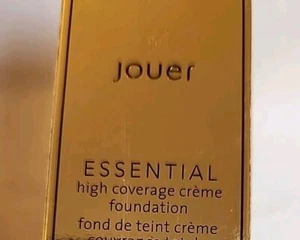 jouer
ESSENTIAL
high coverage crème
foundation
fond de teint crème